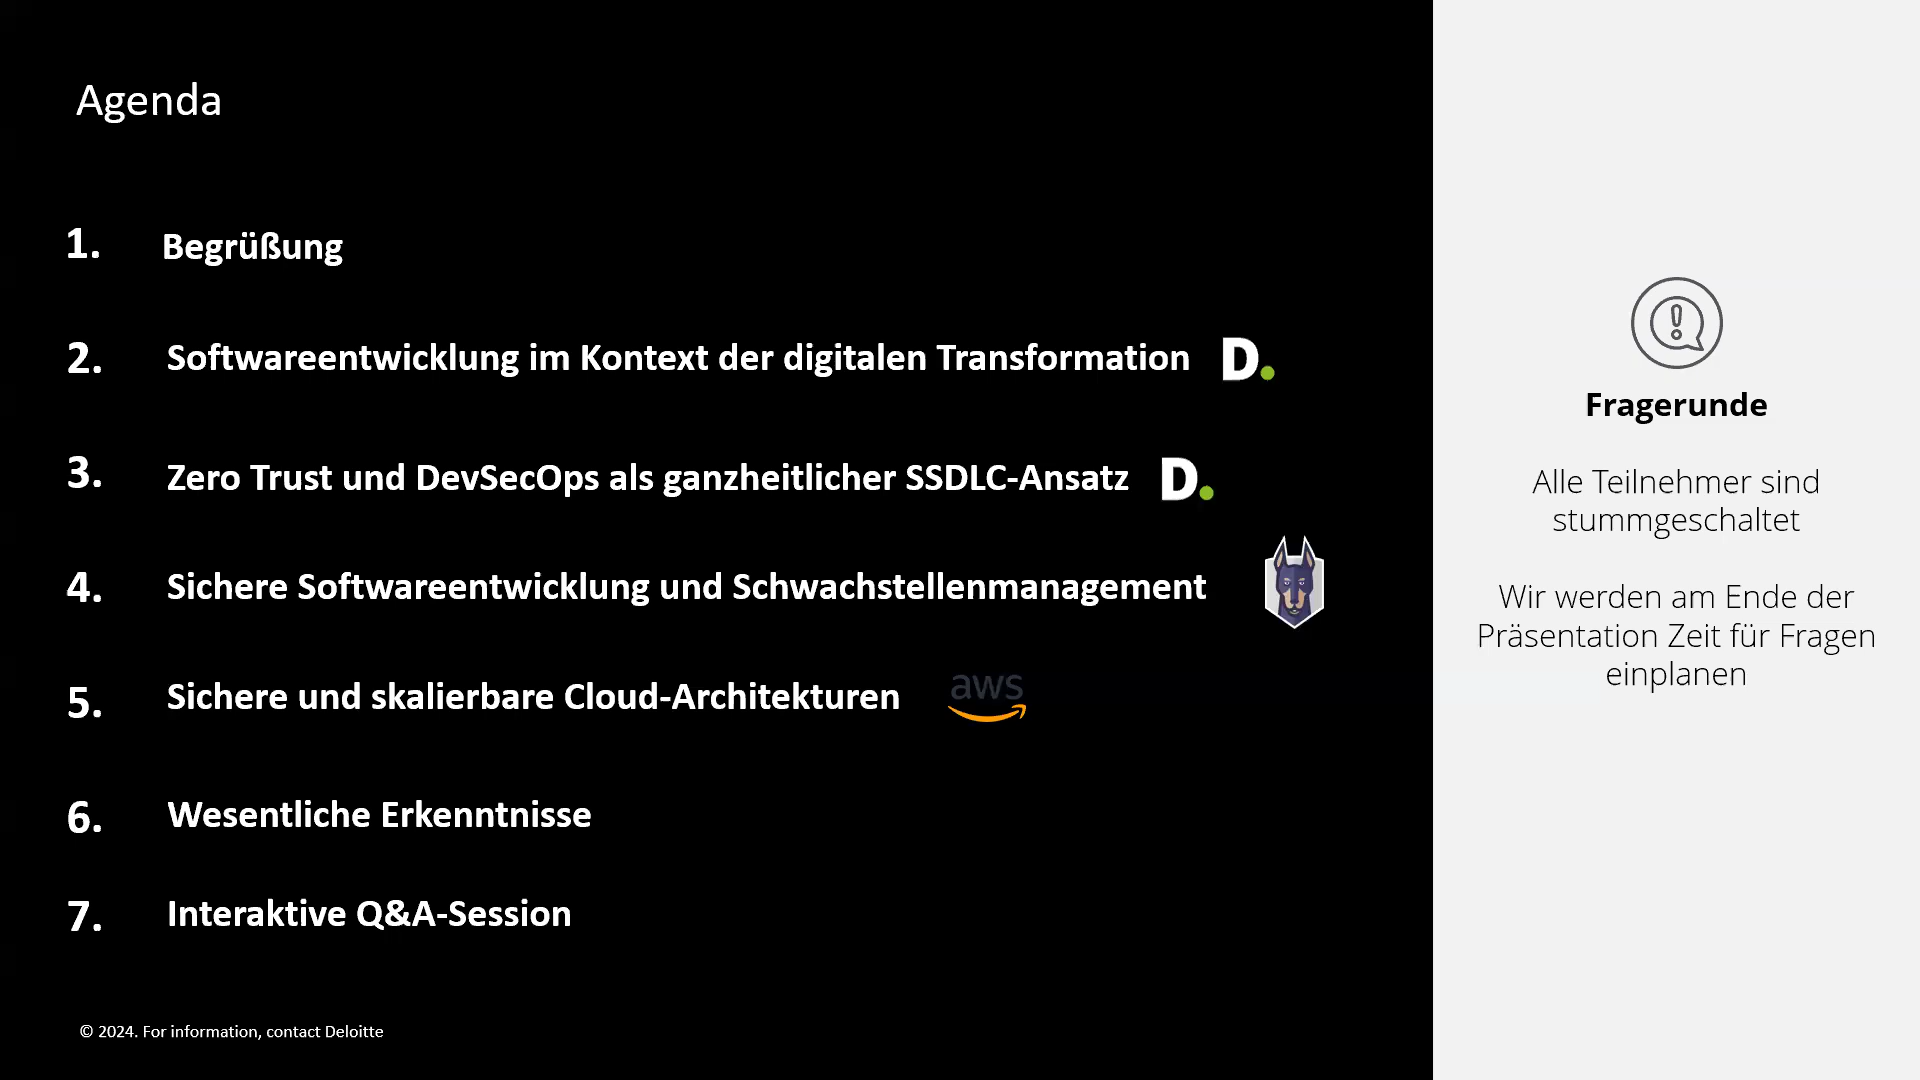 Agenda
1. Begrüßung
2. Softwareentwicklung im Kontext der digitalen Transformation D.
3. Zero Trust und DevSecOps als ganzheitlicher SSDLC-Ansatz D.
4. Sichere Softwareentwicklung und Schwachstellenmanagement
5. Sichere und skalierbare Cloud-Architekturen aws
6. Wesentliche Erkenntnisse
7. Interaktive Q&A-Session
© 2024. For information, contact Deloitte
Fragerunde
Alle Teilnehmer sind
stummgeschaltet
Wir werden am Ende der
Präsentation Zeit für Fragen
einplanen